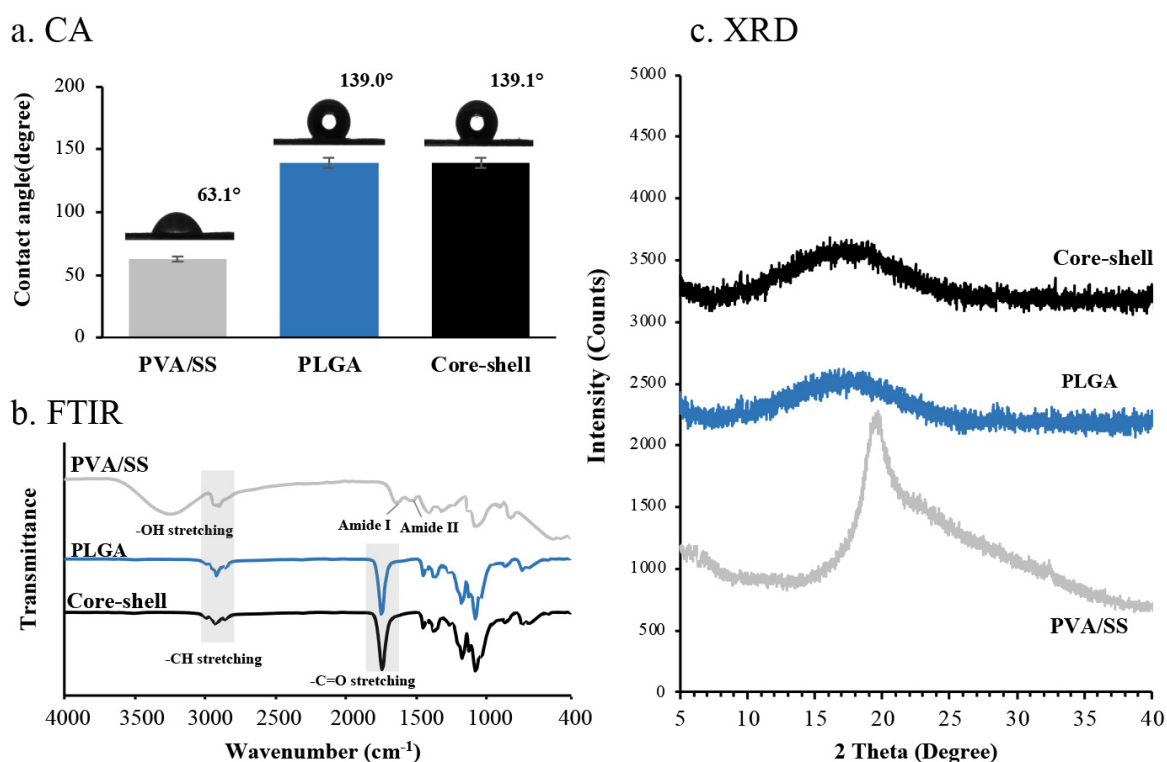 a. CA
200
150
100
50
0
Contact angle(degree)
63.1°
139.0°
139.1°
PVA/SS
PLGA
Core-shell
b. FTIR
Transmittance
PVA/SS
-OH stretching
Amide I
Amide II
PLGA
Core-shell
-CH stretching
-C=O stretching
4000
3000
2000
1000
400
Wavenumber (cm⁻¹)
c. XRD
5000
4500
4000
3500
3000
2500
2000
1500
1000
500
0
Intensity (Counts)
Core-shell
PLGA
PVA/SS
5
10
15
20
25
30
35
40
2 Theta (Degree)